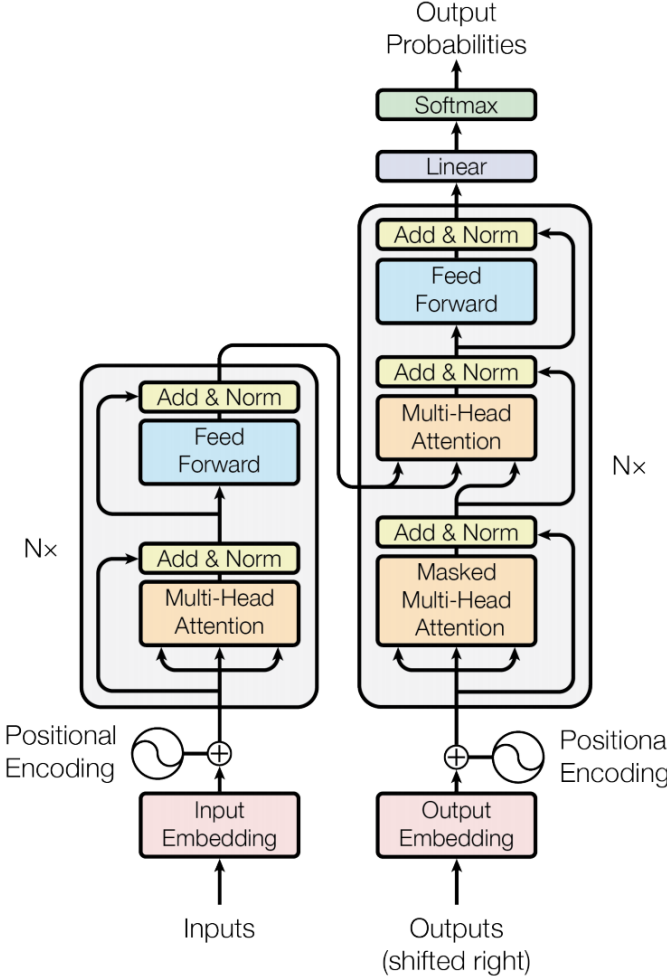 Output
Probabilities
Softmax
Linear
Add & Norm
Feed
Forward
Add & Norm
Multi-Head
Attention
Nx
Add & Norm
Masked
Multi-Head
Attention
Add & Norm
Feed
Forward
Nx
Add & Norm
Multi-Head
Attention
Positional
Encoding
Input
Embedding
Inputs
Positiona
Encoding
Output
Embedding
Outputs
(shifted right)